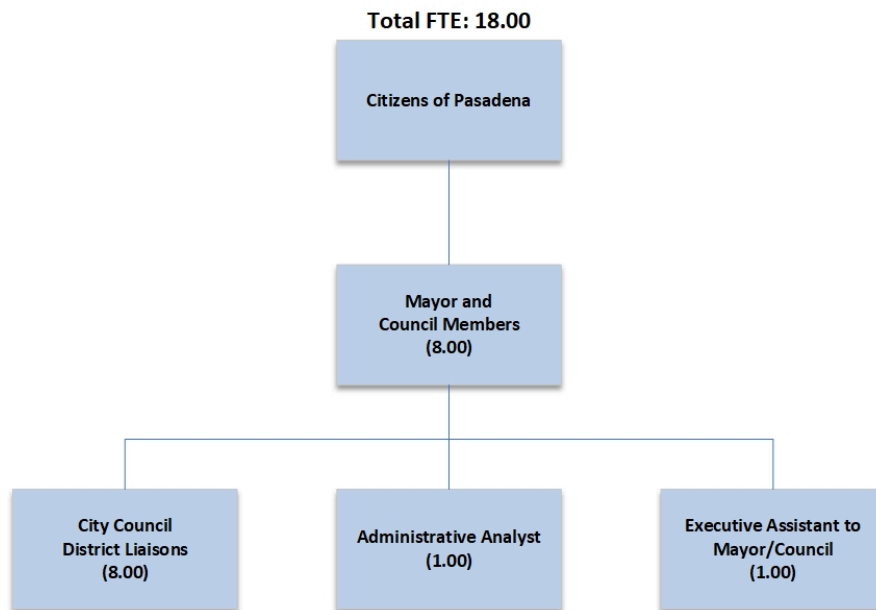 Total FTE: 18.00
Citizens of Pasadena
Mayor and
Council Members
(8.00)
City Council
District Liaisons
(8.00)
Administrative Analyst
(1.00)
Executive Assistant to
Mayor/Council
(1.00)